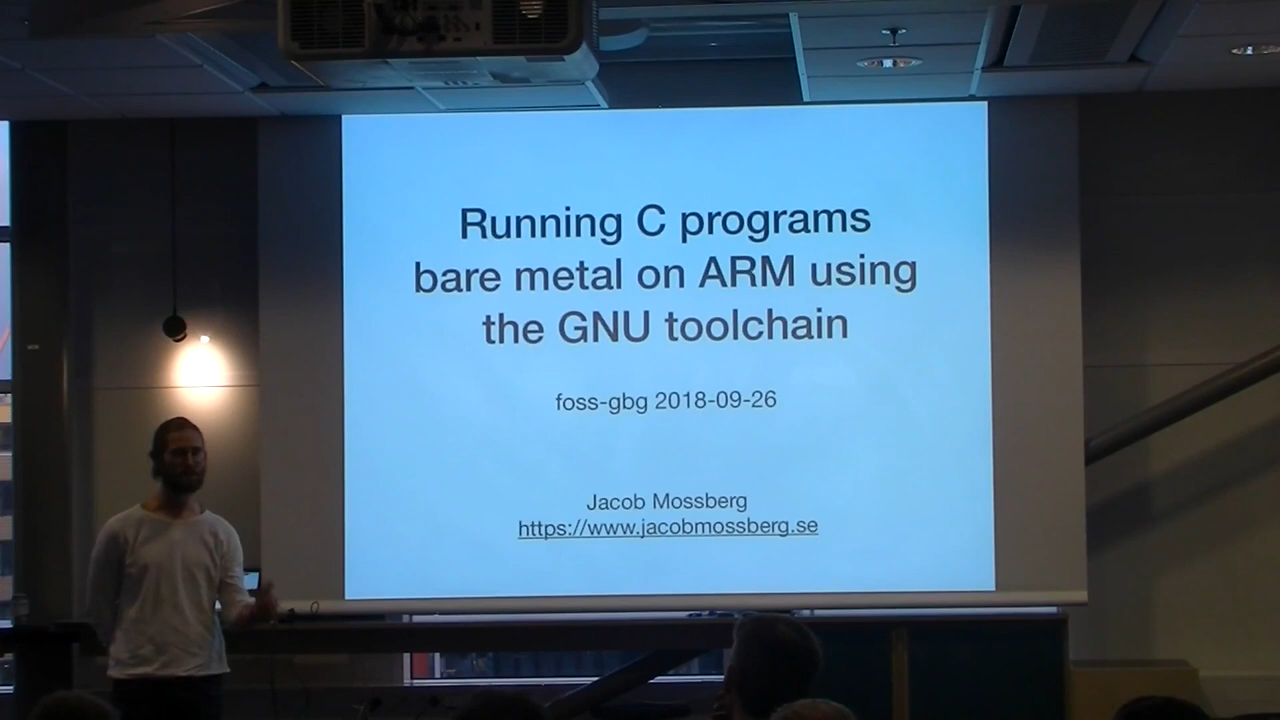 Running C programs
bare metal on ARM using
the GNU toolchain
foss-gbg 2018-09-26
Jacob Mossberg
https://www.jacobmossberg.se